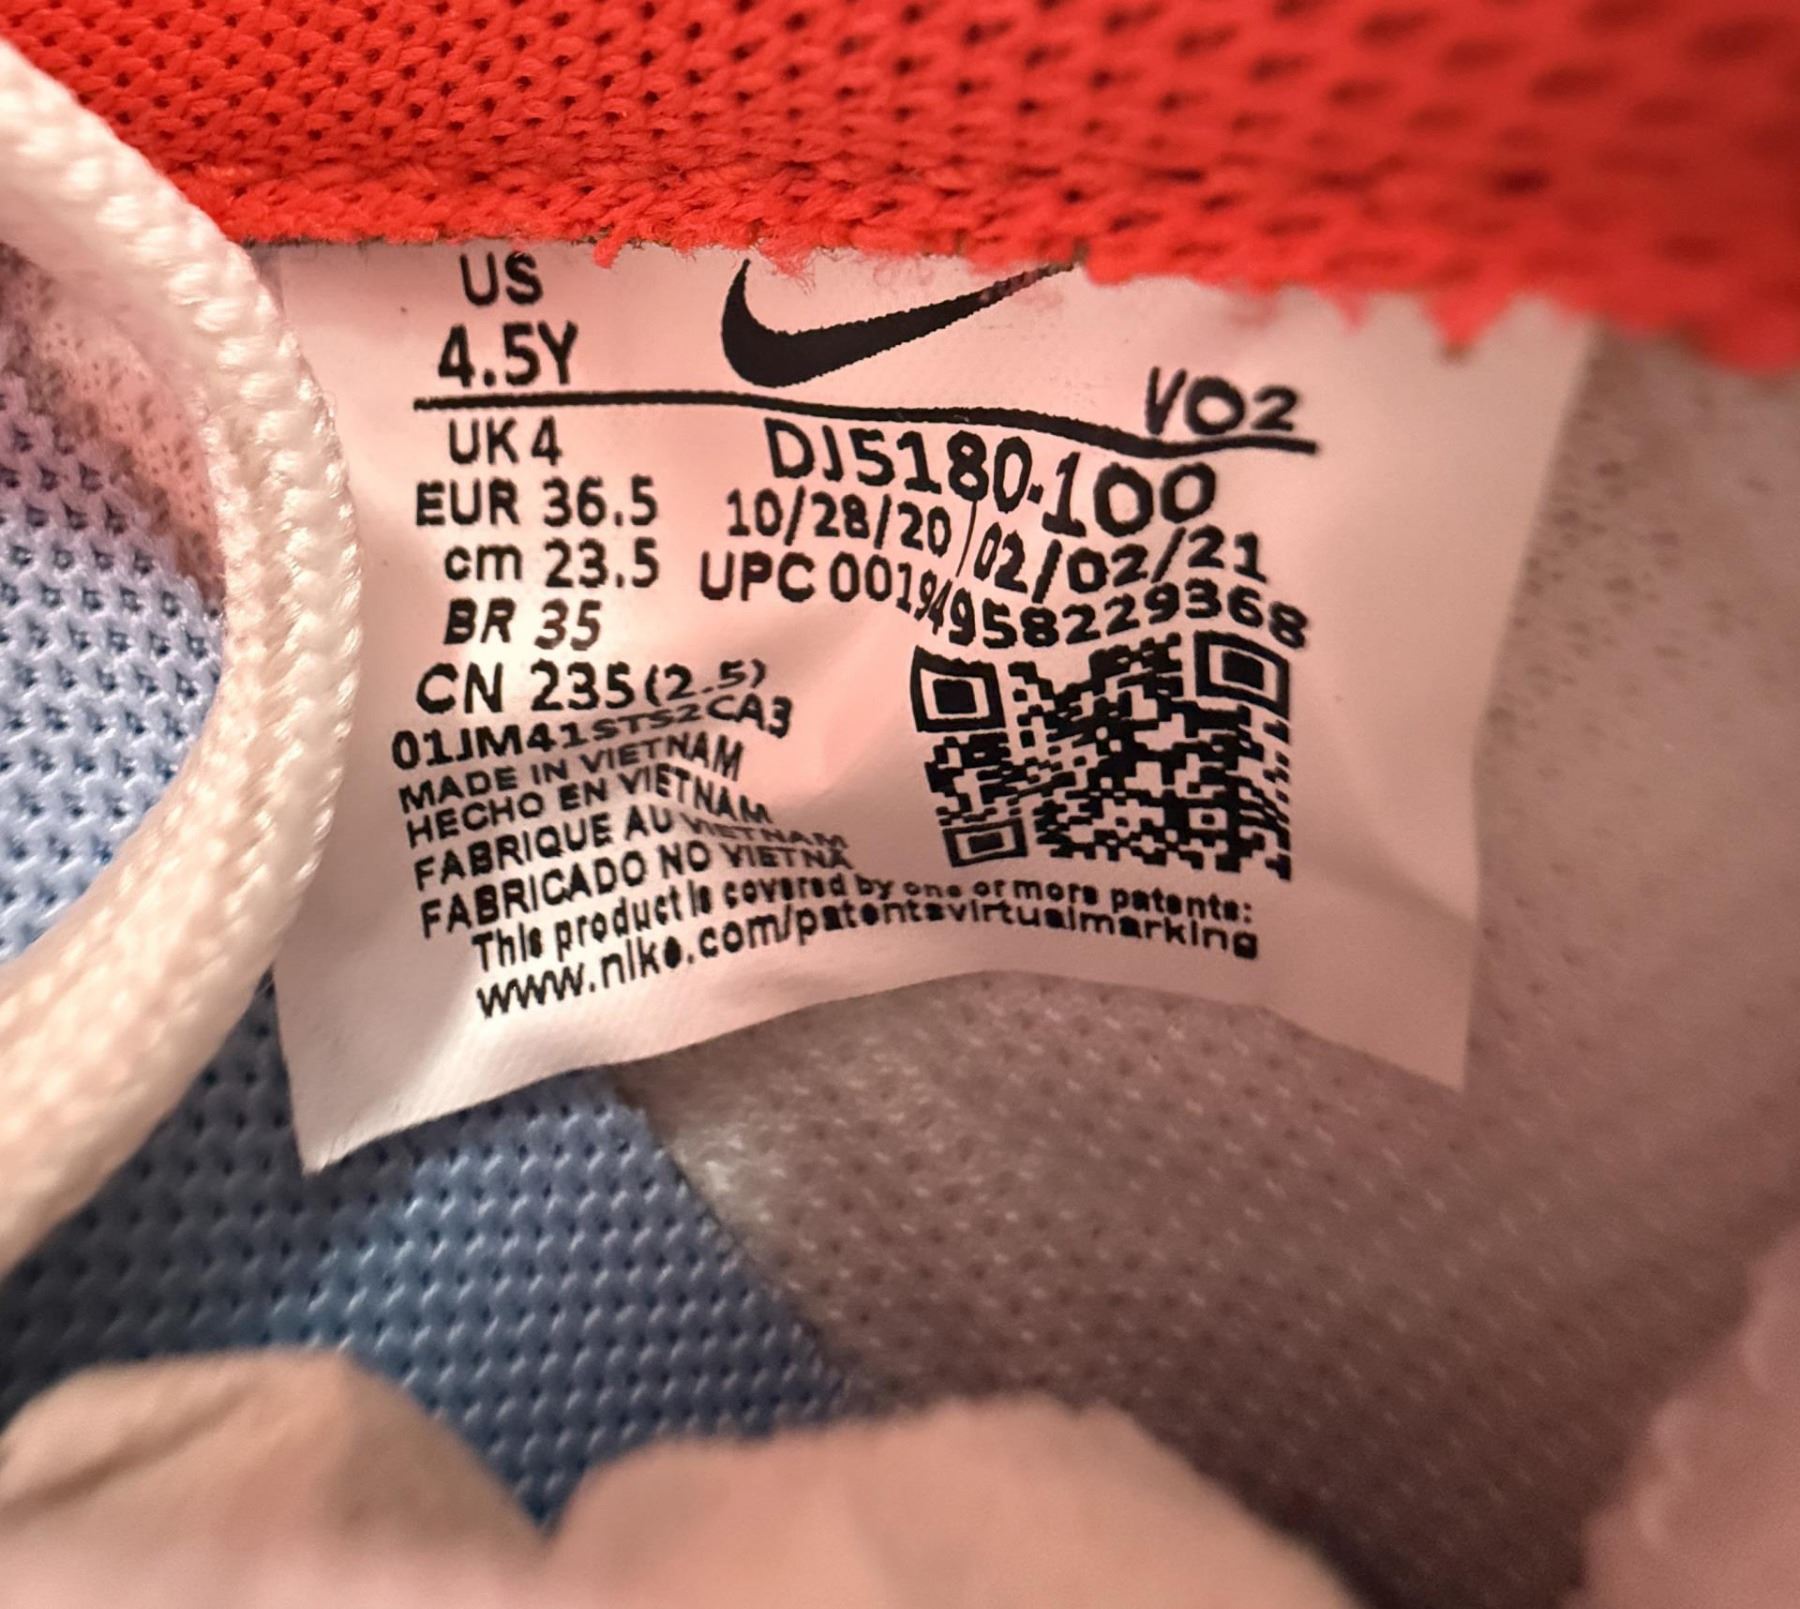 US
4.5Y
VO2
UK 4
EUR 36.5
cm 23.5
BR 35
CN 235(2.5)
DJ5180-100
10/28/20/02/02/21
UPC 00194958229368
01JM41STS2CA3
MADE IN VIETNAM
HECHO EN VIETNAM
FABRIQUE AU VIETNAM
FABRICADO NO VIETNÃ
This product is covered by one or more patents:
www.nike.com/patentsvirtualmarking